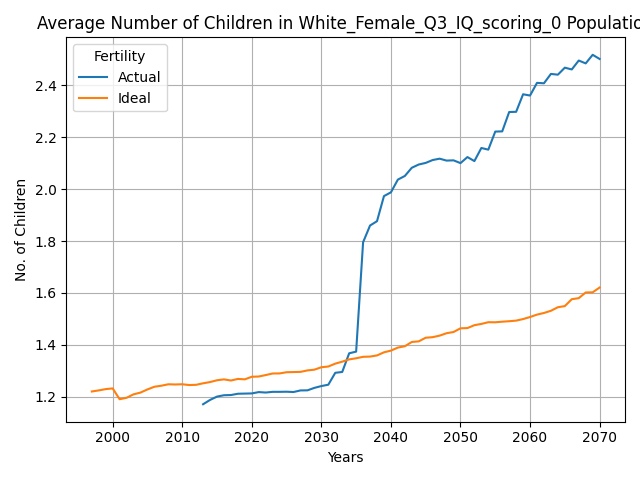 Average Number of Children in White_Female_Q3_IQ_scoring_0 Populatio
Fertility
Actual
Ideal
No. of Children
2.4
2.2
2.0
1.8
1.6
1.4
1.2
2000 2010 2020 2030 2040 2050 2060 2070
Years